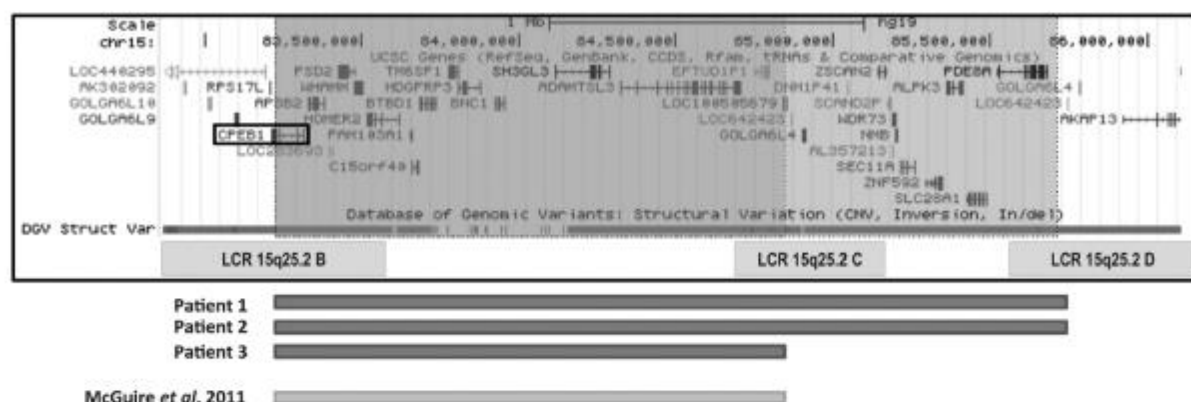 Scale 1 Mb hg19
chr15: 83,500,000 84,000,000 84,500,000 85,000,000 85,500,000 86,000,000
UCSC Genes (RefSeq, GenBank, CCDS, Rfam, tRNAs & Comparative Genomics)
LOC440295 FSD2 TM6SF1 SH3GL3 EFTUD1P1 ZSCAN2 PDE8A GOLGA6L4
AK302092 RPS17L WHAMM HDGFRP3 ADAMTSL3 DNM1P41 ALPK3
GOLGA6L10 AP3B2 BTBD1 BNC1 LOC100505679 SCAND2P LOC642423
GOLGA6L9 HOMER2 LOC642423 WDR73 AKAP13
CPEB1 FAM103A1 GOLGA6L4 NMB
AL357213
C15orf40 SEC11A
ZNF592
SLC28A1
Database of Genomic Variants: Structural Variation (CNV, Inversion, In/del)
DGV Struct Var
LCR 15q25.2 B LCR 15q25.2 C LCR 15q25.2 D
Patient 1
Patient 2
Patient 3
McGuire et al. 2011